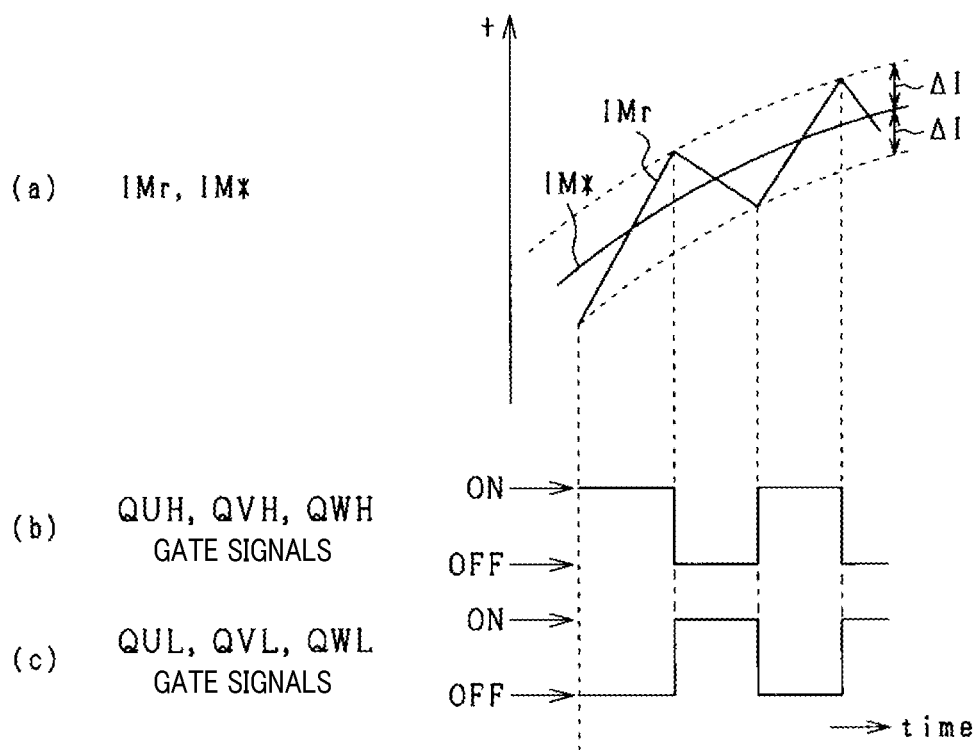 +
ΔI
IMr
ΔI
IM*
(a) IMr, IM*
ON
(b) QUH, QVH, QWH
GATE SIGNALS
OFF
ON
(c) QUL, QVL, QWL
GATE SIGNALS
OFF
time